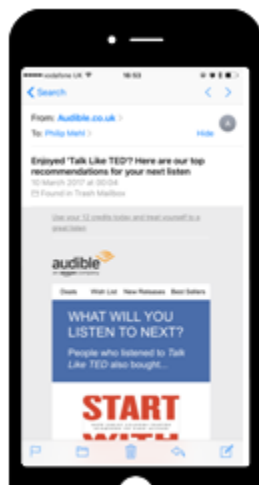 vodafone UK 16:53
Search
From: Audible.co.uk
To: Philip Hide
Enjoyed 'Talk Like TED'? Here are our top
recommendations for your next listen
10 March 2017 at 00:04
Found in Trash Mailbox
Use your 12 credits today and treat yourself to a
great listen
audible
an amazon company
Deals Wish List New Releases Best Sellers
WHAT WILL YOU
LISTEN TO NEXT?
People who listened to Talk
Like TED also bought...
START
WITH